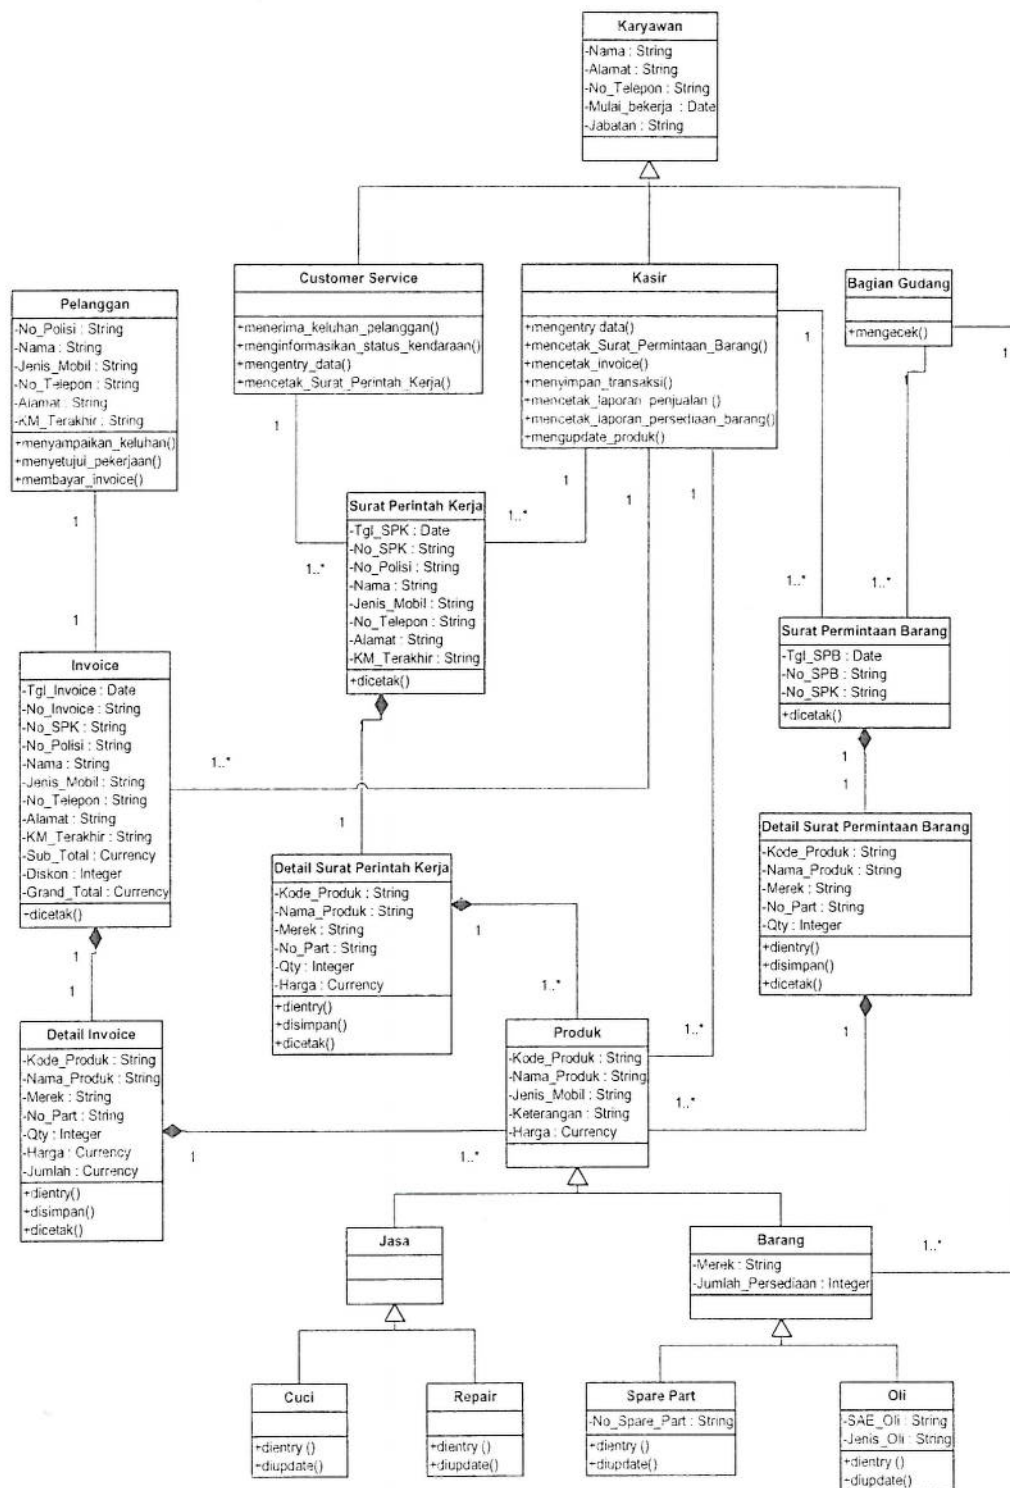 Karyawan
-Nama : String
-Alamat : String
-No_Telepon : String
-Mulai_bekerja : Date
-Jabatan : String
Customer Service
+menerima_keluhan_pelanggan()
+menginformasikan_status_kendaraan()
+mengentry_data()
+mencetak_Surat_Perintah_Kerja()
Kasir
+mengentry data()
+mencetak_Surat_Permintaan_Barang()
+mencetak_invoice()
+menyimpan_transaksi()
+mencetak_laporan_penjualan ()
+mencetak_laporan_persediaan_barang()
+mengupdate_produk()
Bagian Gudang
+mengecek()
Pelanggan
-No_Polisi : String
-Nama : String
-Jenis_Mobil : String
-No_Telepon : String
-Alamat : String
-KM_Terakhir : String
+menyampaikan_keluhan()
+menyetujui_pekerjaan()
+membayar_invoice()
1
1
1
1
1
1
1
1
1..*
1..*
1..*
1..*
Surat Perintah Kerja
-Tgl_SPK : Date
-No_SPK : String
-No_Polisi : String
-Nama : String
-Jenis_Mobil : String
-No_Telepon : String
-Alamat : String
-KM_Terakhir : String
+dicetak()
Surat Permintaan Barang
-Tgl_SPB : Date
-No_SPB : String
-No_SPK : String
+dicetak()
1
Invoice
-Tgl_Invoice : Date
-No_Invoice : String
-No_SPK : String
-No_Polisi : String
-Nama : String
-Jenis_Mobil : String
-No_Telepon : String
-Alamat : String
-KM_Terakhir : String
-Sub_Total : Currency
-Diskon : Integer
-Grand_Total : Currency
+dicetak()
1..*
1
1
1
Detail Surat Perintah Kerja
-Kode_Produk : String
-Nama_Produk : String
-Merek : String
-No_Part : String
-Qty : Integer
-Harga : Currency
+dientry()
+disimpan()
+dicetak()
Detail Surat Permintaan Barang
-Kode_Produk : String
-Nama_Produk : String
-Merek : String
-No_Part : String
-Qty : Integer
+dientry()
+disimpan()
+dicetak()
1
1
1
1..*
1
1..*
1..*
Detail Invoice
-Kode_Produk : String
-Nama_Produk : String
-Merek : String
-No_Part : String
-Qty : Integer
-Harga : Currency
-Jumlah : Currency
+dientry()
+disimpan()
+dicetak()
Produk
-Kode_Produk : String
-Nama_Produk : String
-Jenis_Mobil : String
-Keterangan : String
-Harga : Currency
1
1..*
Jasa
Barang
-Merek : String
-Jumlah_Persediaan : Integer
1..*
Cuci
+dientry ()
+diupdate()
Repair
+dientry ()
+diupdate()
Spare Part
-No_Spare_Part : String
+dientry ()
+diupdate()
Oli
-SAE_Oli : String
-Jenis_Oli : String
+dientry ()
+diupdate()